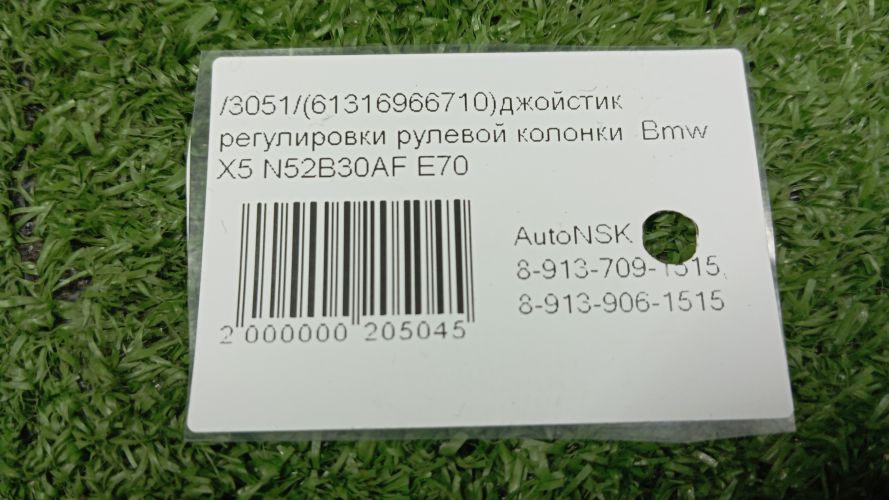 /3051/(61316966710)джойстик
регулировки рулевой колонки Bmw
X5 N52B30AF E70
AutoNSK
8-913-709-1515,
8-913-906-1515
2 000000 205045